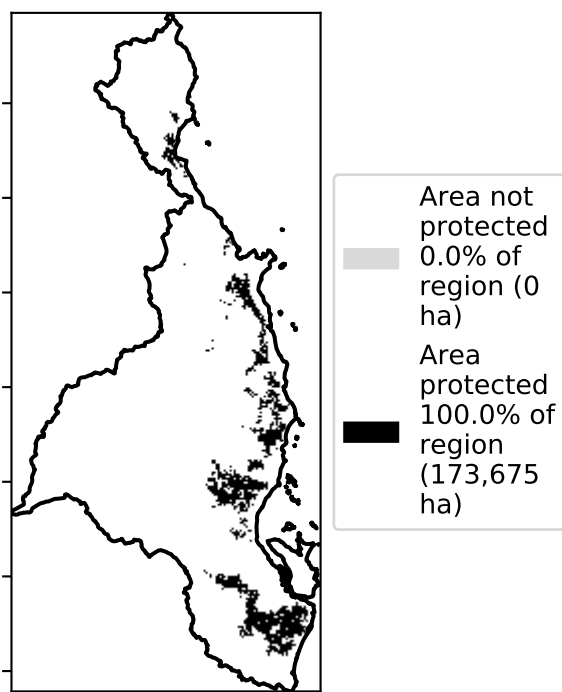 Area not
protected
0.0% of
region (0
ha)
Area
protected
100.0% of
region
(173,675
ha)